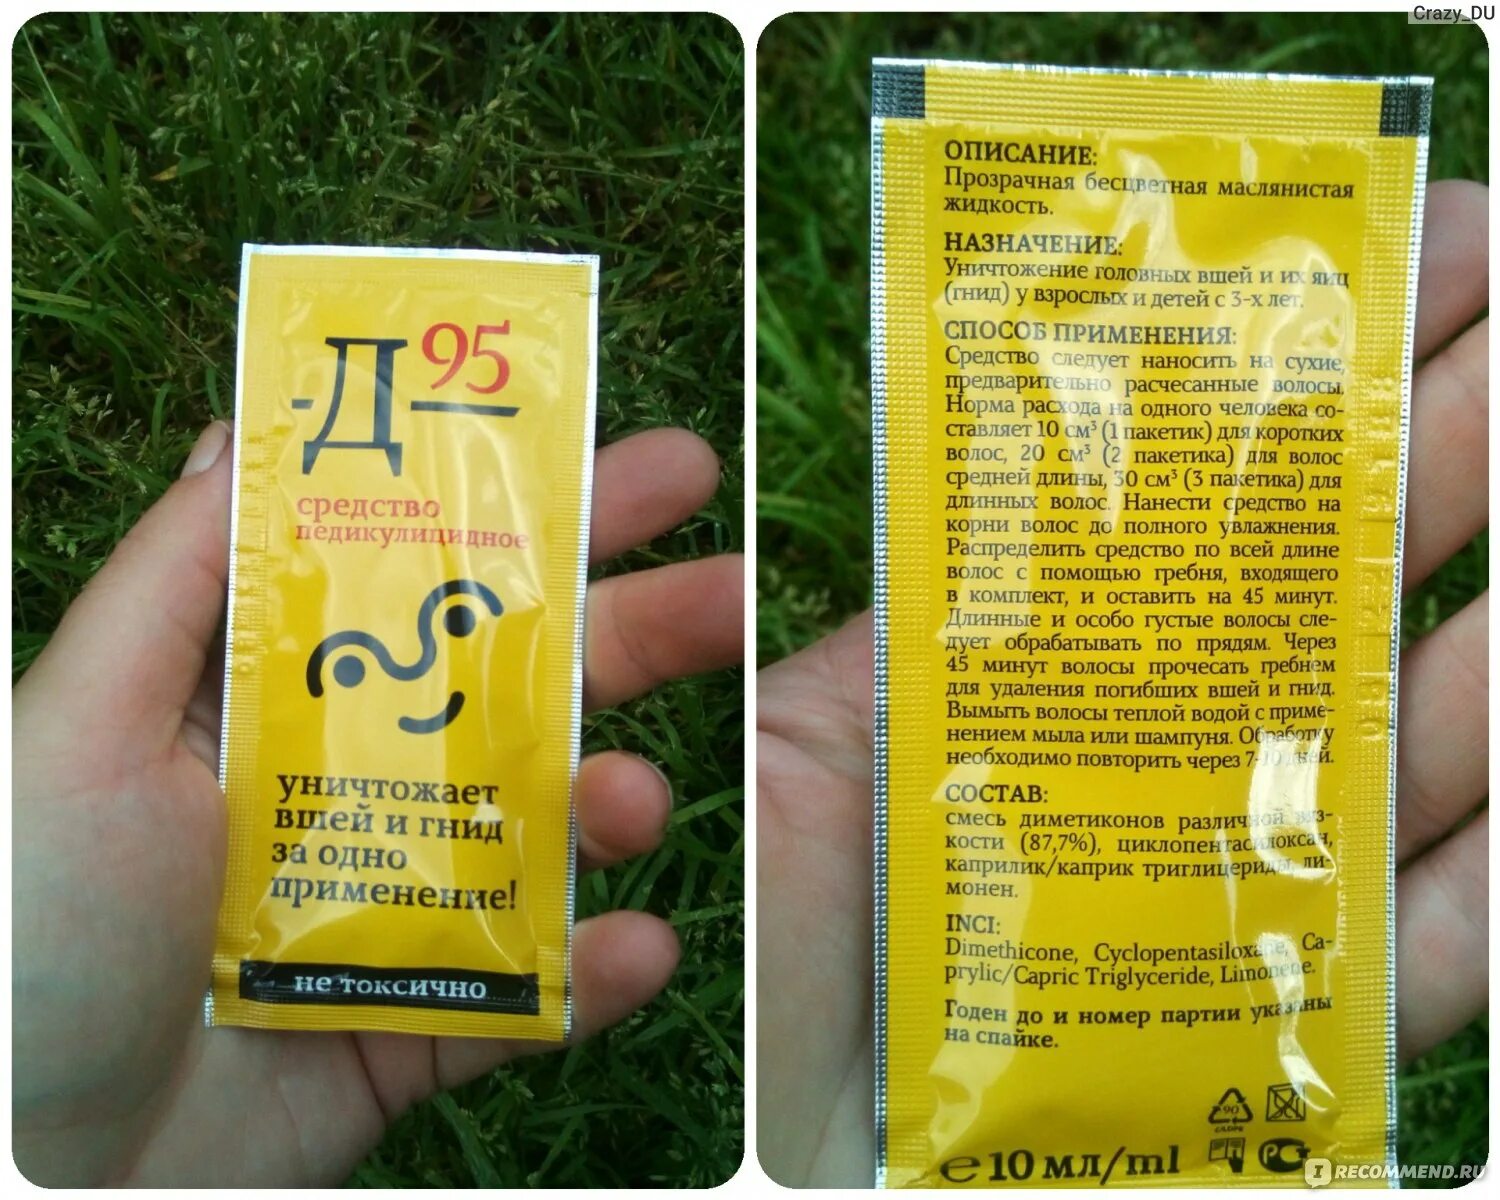 Crazy_DU
Д95
средство
педикулицидное
уничтожает
вшей и гнид
за одно
применение!
не токсично
ОПИСАНИЕ:
Прозрачная бесцветная маслянистая
жидкость.
НАЗНАЧЕНИЕ:
Уничтожение головных вшей и их яиц
(гнид) у взрослых и детей с 3-х лет.
СПОСОБ ПРИМЕНЕНИЯ:
Средство следует наносить на сухие,
предварительно расчесанные волосы.
Норма расхода на одного человека со-
ставляет 10 см³ (1 пакетик) для коротких
волос, 20 см³ (2 пакетика) для волос
средней длины, 30 см³ (3 пакетика) для
длинных волос. Нанести средство на
корни волос до полного увлажнения.
Распределить средство по всей длине
волос с помощью гребня, входящего
в комплект, и оставить на 45 минут.
Длинные и особо густые волосы сле-
дует обрабатывать по прядям. Через
45 минут волосы прочесать гребнем
для удаления погибших вшей и гнид.
Вымыть волосы теплой водой с приме-
нением мыла или шампуня. Обработку
необходимо повторить через 7-10 дней.
СОСТАВ:
смесь диметиконов различной вяз-
кости (87,7%), циклопентасилоксан,
каприлик/каприк триглицериды, ли-
монен.
INCI:
Dimethicone, Cyclopentasiloxane, Ca-
prylic/Capric Triglyceride, Limonene.
Годен до и номер партии указаны
на спайке.
90
C/LDPE
℮ 10 мл/ml
RECOMMEND.RU